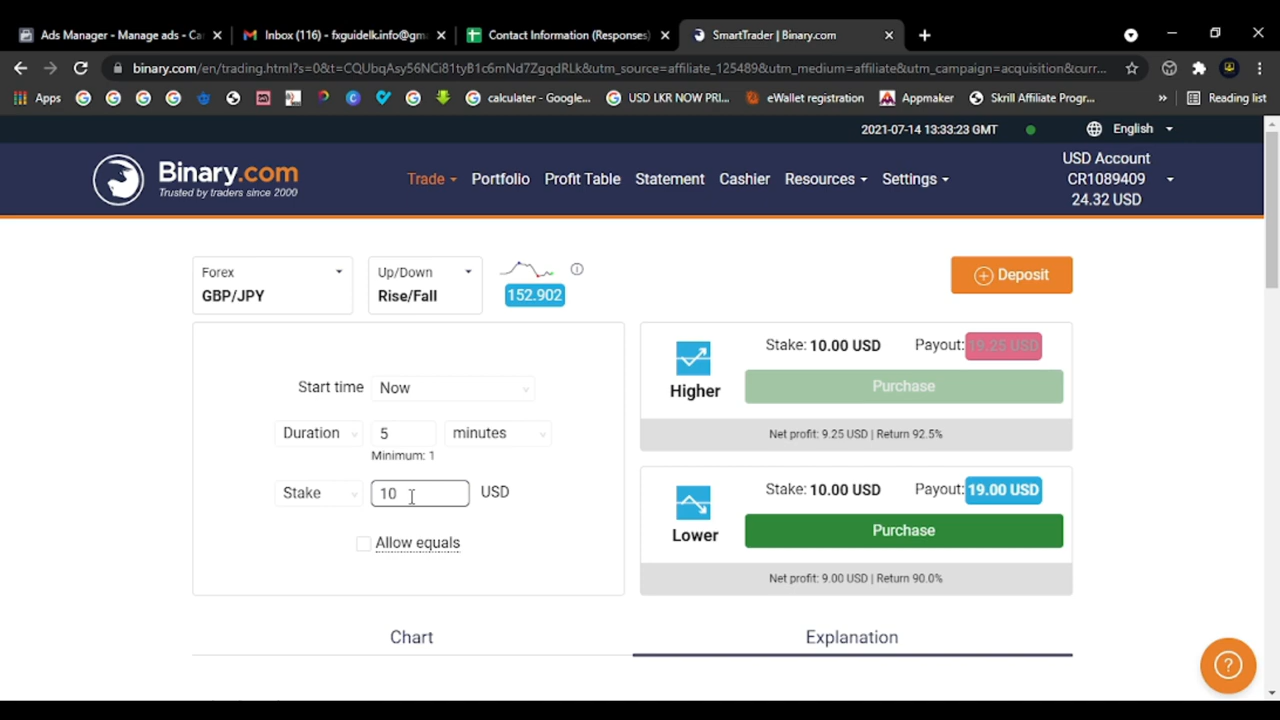 Ads Manager - Manage ads - Ca
Inbox (116) - fxguidelk.info@gm
Contact Information (Responses)
SmartTrader | Binary.com
binary.com/en/trading.html?s=0&t=CQUbqAsy56NCi81tyB1c6mNd7ZgqdRLk&utm_source=affiliate_125489&utm_medium=affiliate&utm_campaign=acquisition&curr...
Apps
calculater - Google...
USD LKR NOW PRI...
eWallet registration
Appmaker
Skrill Affiliate Progr...
»
Reading list
2021-07-14 13:33:23 GMT
English
Binary.com
Trusted by traders since 2000
Trade
Portfolio
Profit Table
Statement
Cashier
Resources
Settings
USD Account
CR1089409
24.32 USD
Forex
GBP/JPY
Up/Down
Rise/Fall
152.902
Deposit
Start time Now
Duration 5 minutes
Minimum: 1
Stake 10 USD
Allow equals
Higher
Stake: 10.00 USD Payout: 19.25 USD
Purchase
Net profit: 9.25 USD | Return 92.5%
Lower
Stake: 10.00 USD Payout: 19.00 USD
Purchase
Net profit: 9.00 USD | Return 90.0%
Chart
Explanation
?